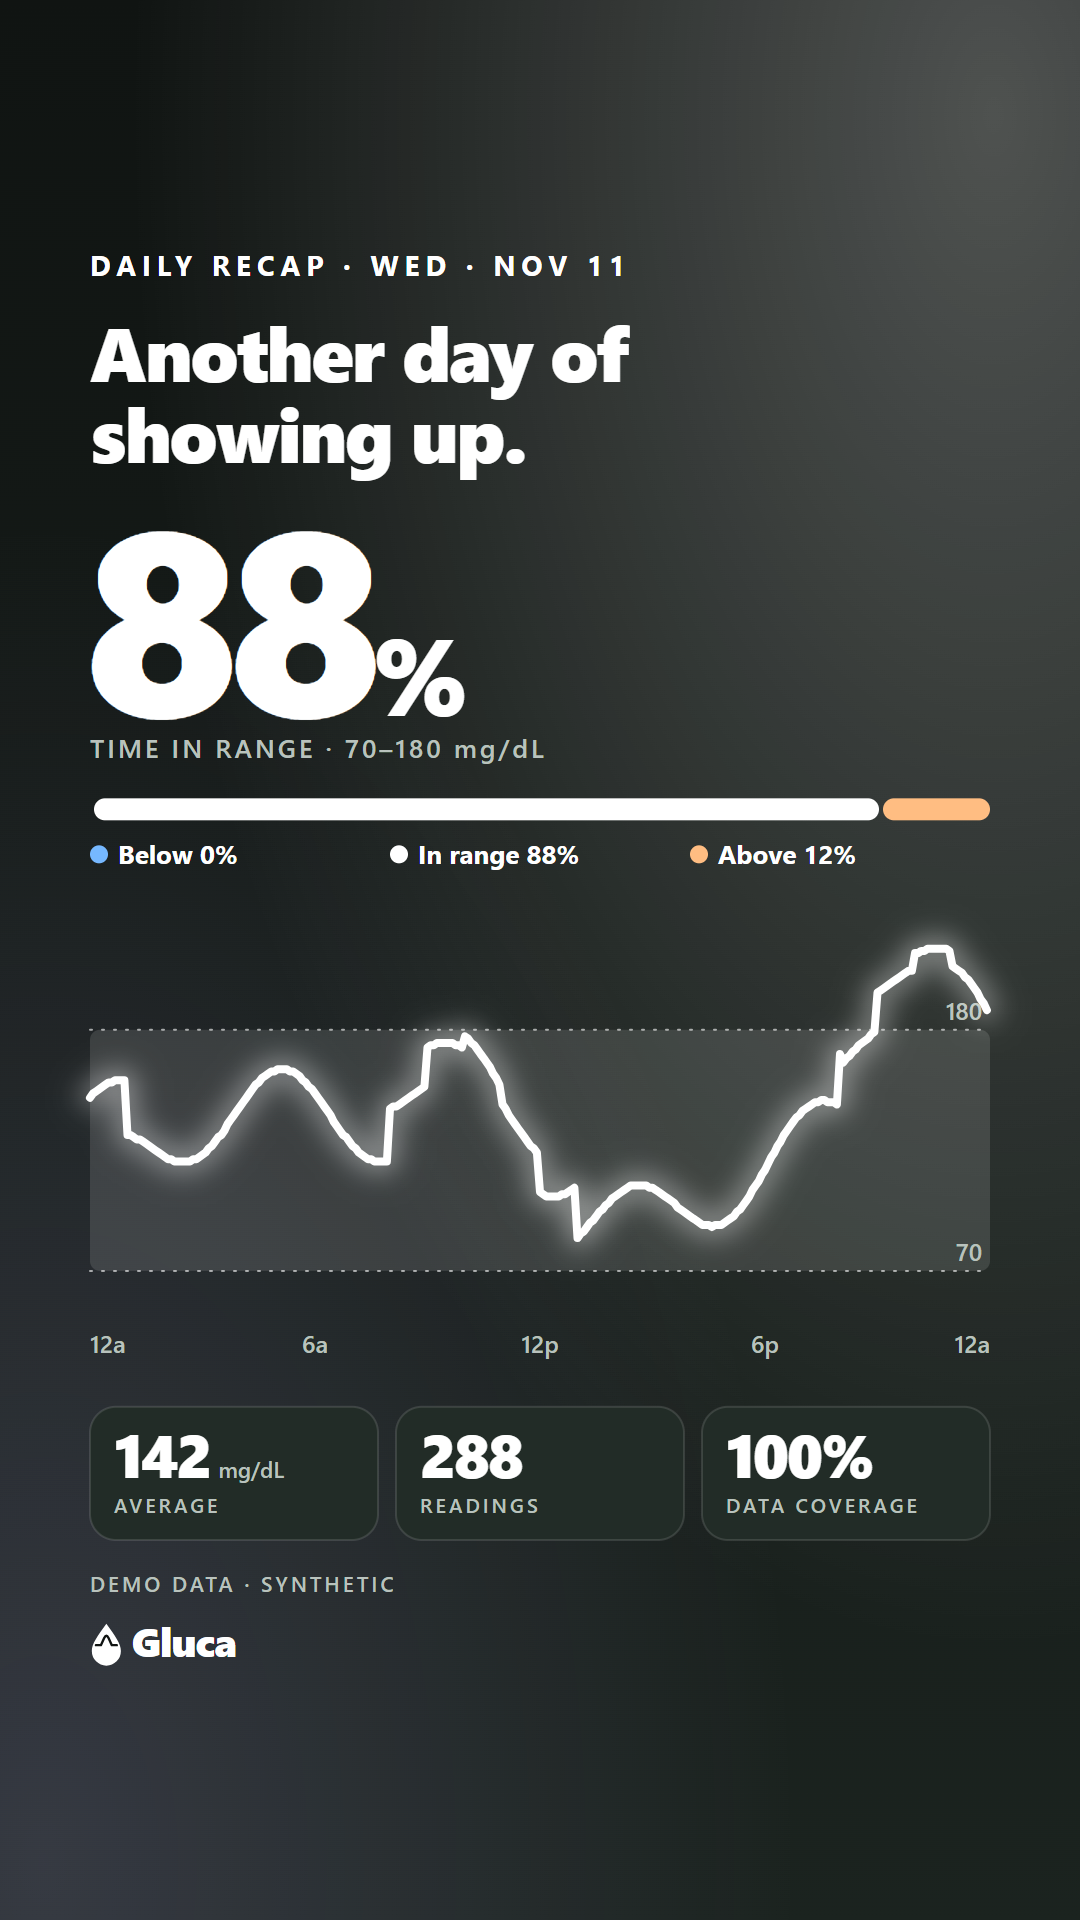 DAILY RECAP · WED · NOV 11
Another day of
showing up.
88%
TIME IN RANGE · 70–180 mg/dL
Below 0% In range 88% Above 12%
180
70
12a 6a 12p 6p 12a
142 mg/dL 288 100%
AVERAGE READINGS DATA COVERAGE
DEMO DATA · SYNTHETIC
Gluca